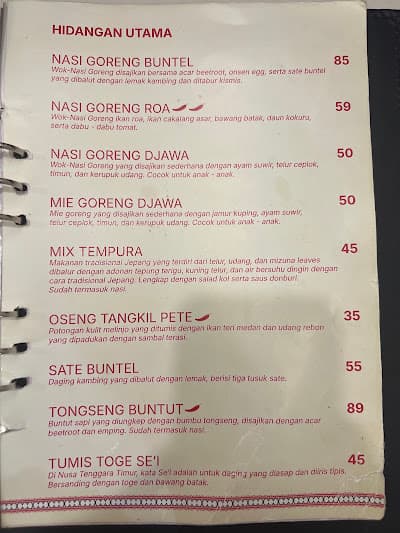 HIDANGAN UTAMA
NASI GORENG BUNTEL 85
Wok-Nasi Goreng disajikan bersama acar beetroot, onsen egg, serta sate buntel
yang dibalut dengan lemak kambing dan ditabur kismis.
NASI GORENG ROA 59
Wok-Nasi Goreng ikan roa, ikan cakalang asar, bawang batak, daun kokuru,
serta dabu - dabu tomat.
NASI GORENG DJAWA 50
Wok-Nasi Goreng yang disajikan sederhana dengan ayam suwir, telur ceplok,
timun, dan kerupuk udang. Cocok untuk anak - anak.
MIE GORENG DJAWA 50
Mie goreng yang disajikan sederhana dengan jamur kuping, ayam suwir,
telur ceplok, timun, dan kerupuk udang. Cocok untuk anak - anak.
MIX TEMPURA 45
Makanan tradisional Jepang yang terdiri dari telur, udang, dan mizuna leaves
dibalur dengan adonan tepung terigu, kuning telur, dan air bersuhu dingin dengan
cara tradisional Jepang. Lengkap dengan salad kol serta saus donburi.
Sudah termasuk nasi.
OSENG TANGKIL PETE 35
Potongan kulit melinjo yang ditumis dengan ikan teri medan dan udang rebon
yang dipadukan dengan sambal terasi.
SATE BUNTEL 55
Daging kambing yang dibalut dengan lemak, berisi tiga tusuk sate.
TONGSENG BUNTUT 89
Buntut sapi yang diungkep dengan bumbu tongseng, disajikan dengan acar
beetroot dan emping. Sudah termasuk nasi.
TUMIS TOGE SE'I 45
Di Nusa Tenggara Timur, kata Se'i adalah untuk daging yang diasap dan diiris tipis.
Bersanding dengan toge dan bawang batak.